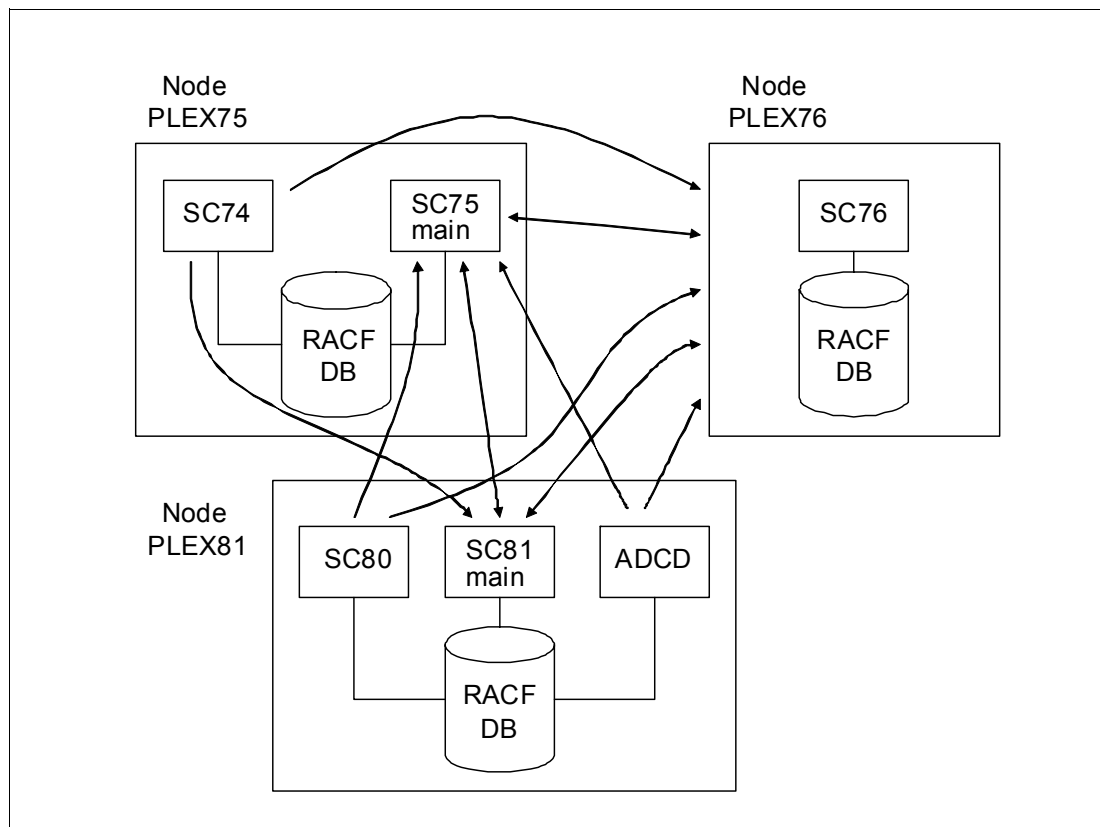 Node
PLEX75
Node
PLEX76
SC74
SC75
main
SC76
RACF
DB
RACF
DB
Node
PLEX81
SC80
SC81
main
ADCD
RACF
DB